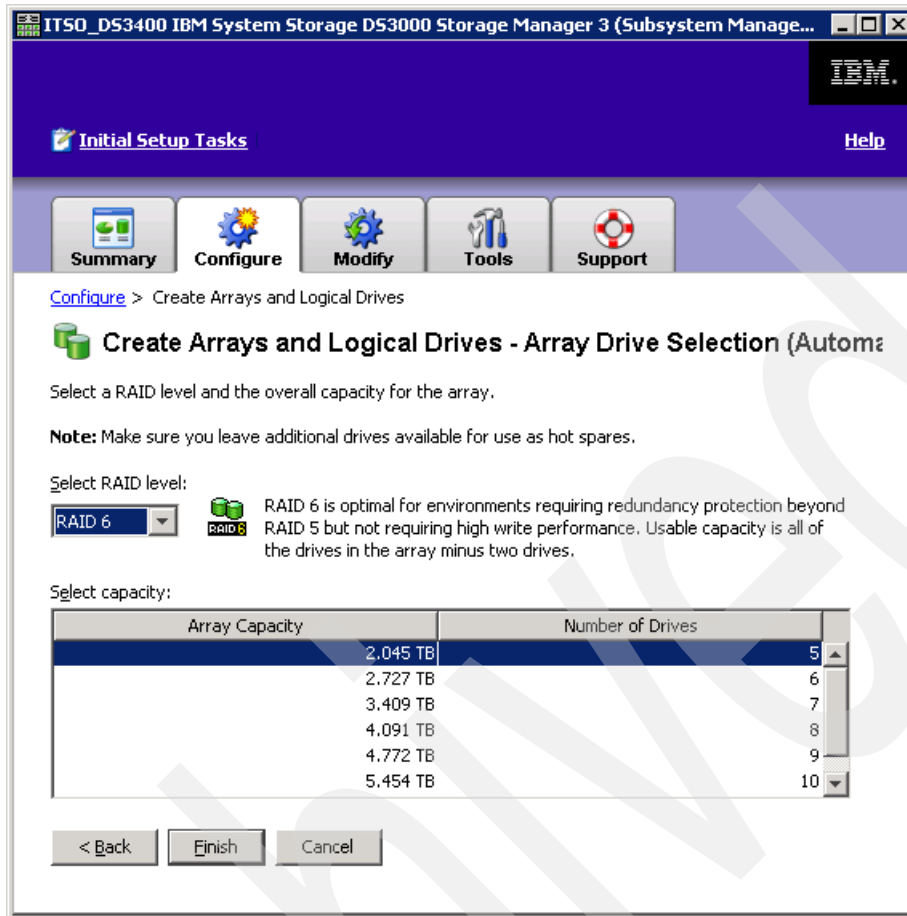 ITSO_DS3400 IBM System Storage DS3000 Storage Manager 3 (Subsystem Manage...
IBM.
Initial Setup Tasks
Help
Summary
Configure
Modify
Tools
Support
Configure > Create Arrays and Logical Drives
Create Arrays and Logical Drives - Array Drive Selection (Automa
Select a RAID level and the overall capacity for the array.
Note: Make sure you leave additional drives available for use as hot spares.
Select RAID level:
RAID 6
RAID 6
RAID 6 is optimal for environments requiring redundancy protection beyond
RAID 5 but not requiring high write performance. Usable capacity is all of
the drives in the array minus two drives.
Select capacity:
Array Capacity Number of Drives
2.045 TB 5
2.727 TB 6
3.409 TB 7
4.091 TB 8
4.772 TB 9
5.454 TB 10
< Back Finish Cancel